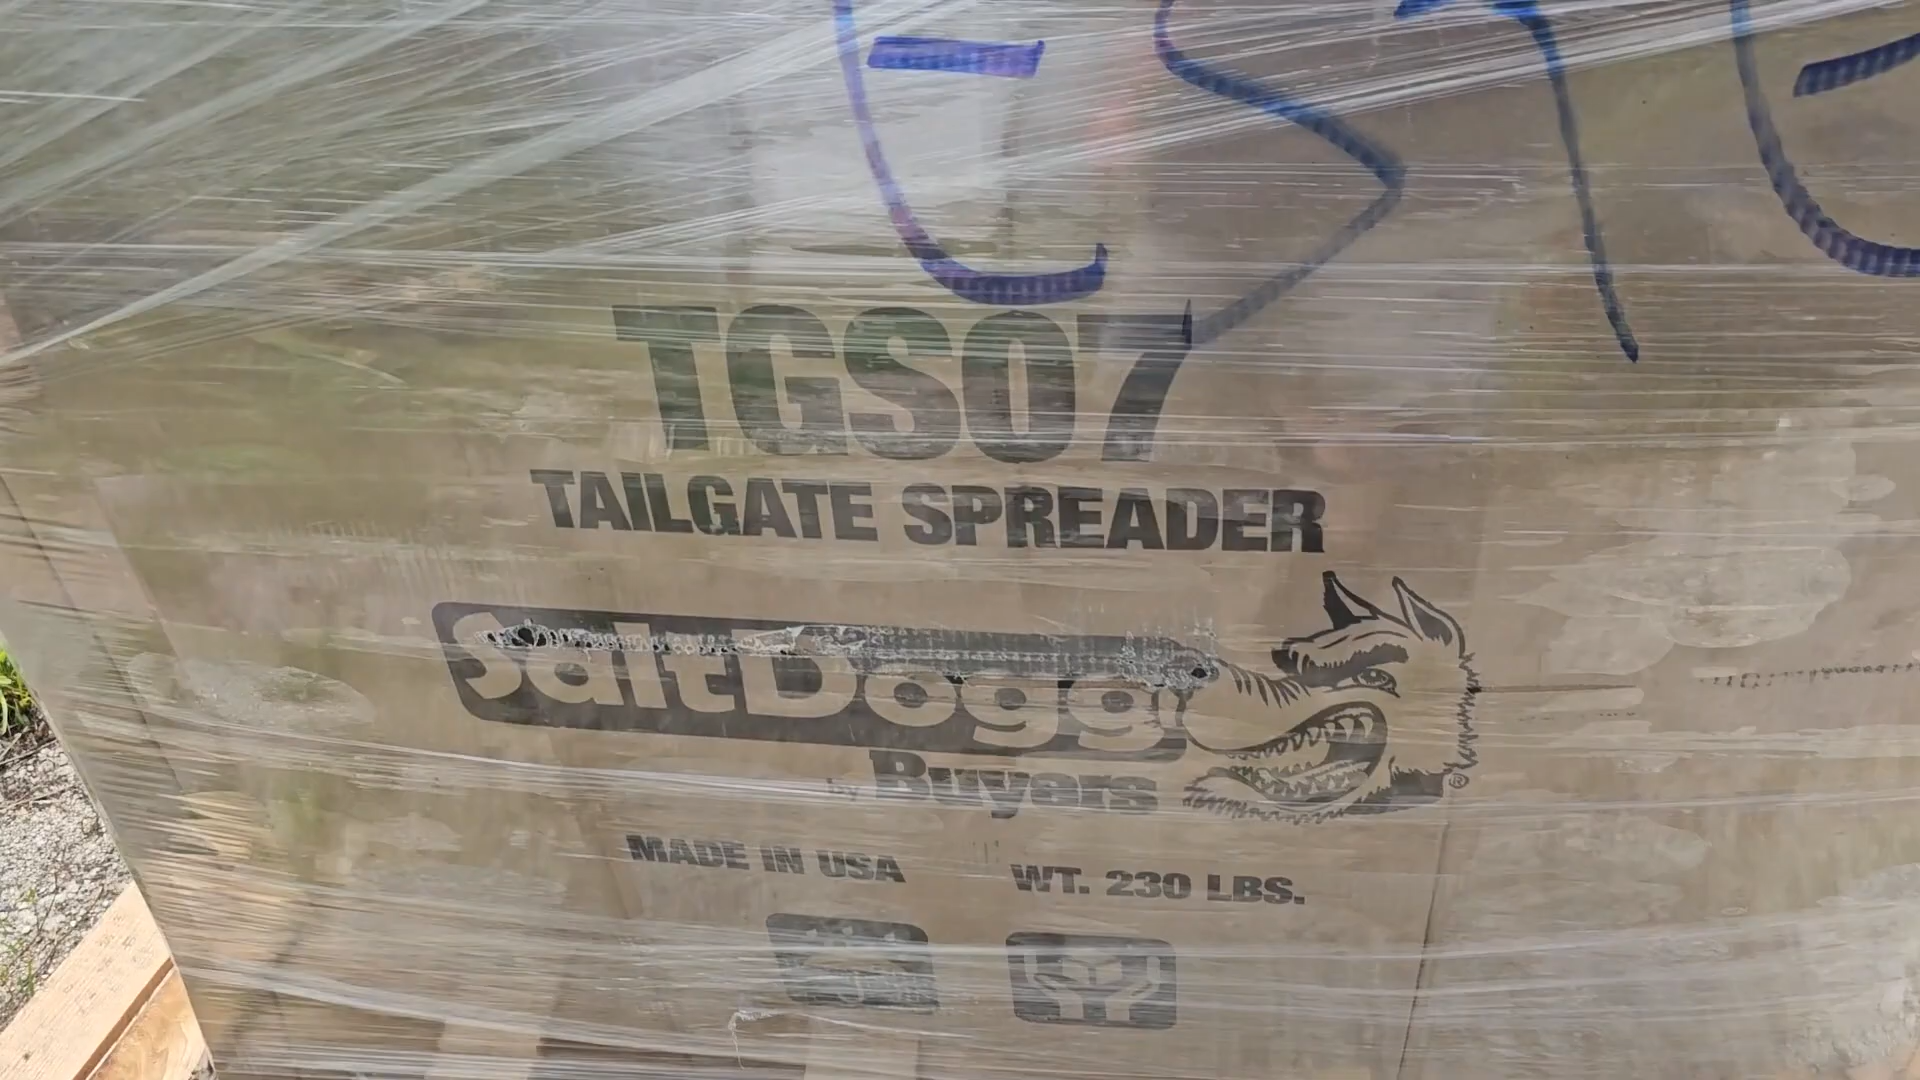 TGS07
TAILGATE SPREADER
SaltDogg
by Buyers
®
MADE IN USA
WT. 230 LBS.